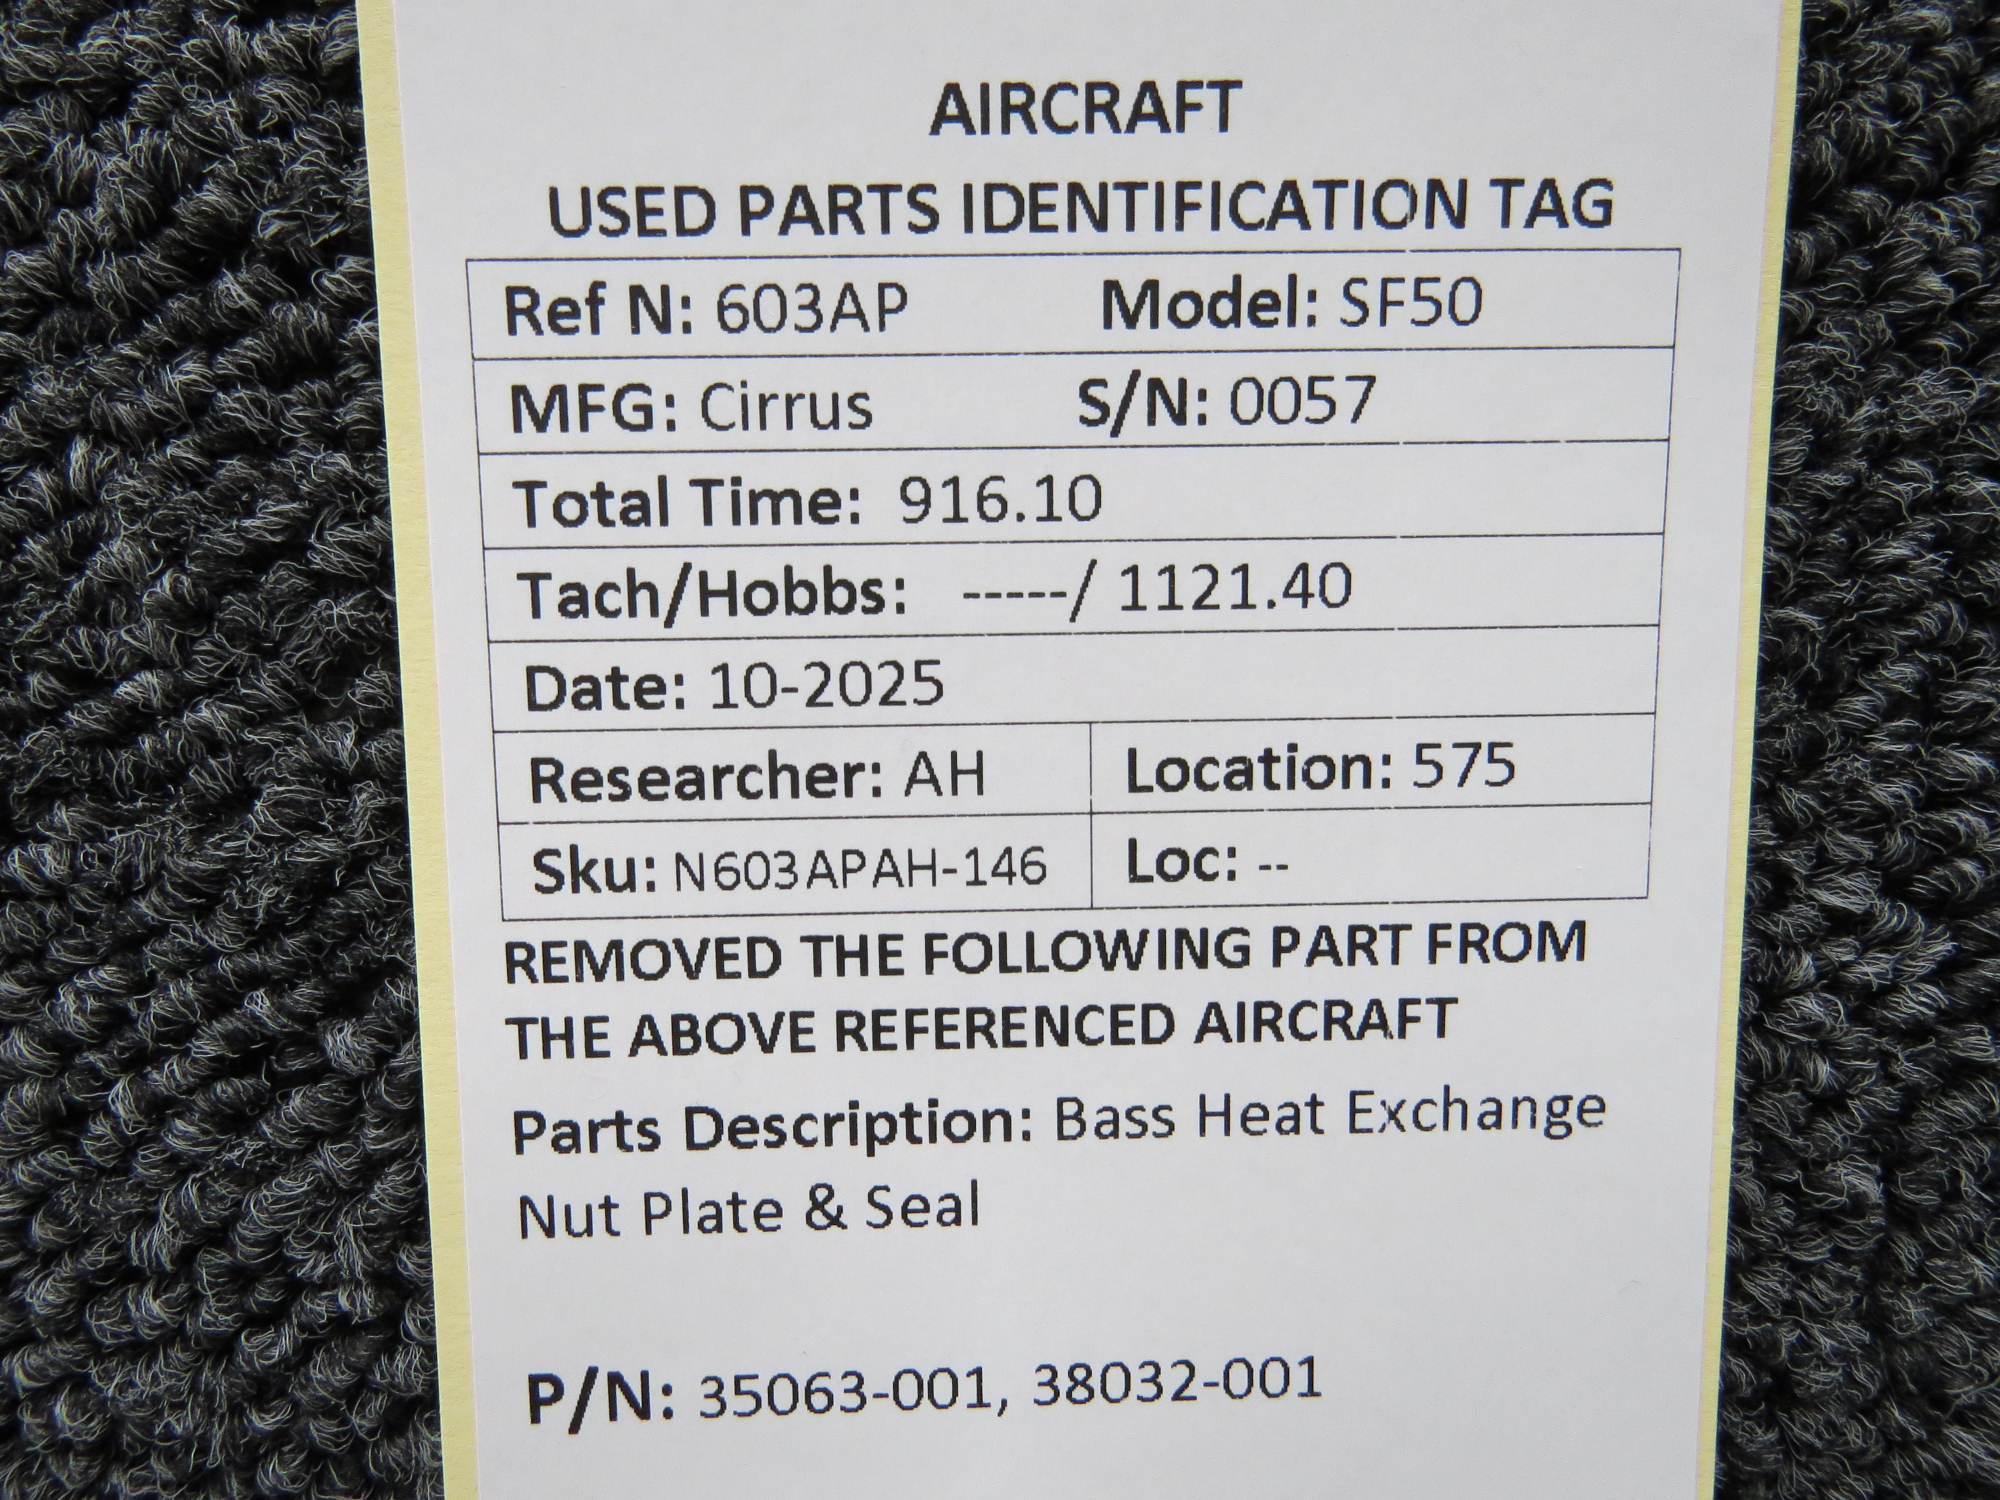 AIRCRAFT
USED PARTS IDENTIFICATION TAG
Ref N: 603AP Model: SF50
MFG: Cirrus S/N: 0057
Total Time: 916.10
Tach/Hobbs: -----/ 1121.40
Date: 10-2025
Researcher: AH Location: 575
Sku: N603APAH-146 Loc: --
REMOVED THE FOLLOWING PART FROM
THE ABOVE REFERENCED AIRCRAFT
Parts Description: Bass Heat Exchange
Nut Plate & Seal
P/N: 35063-001, 38032-001